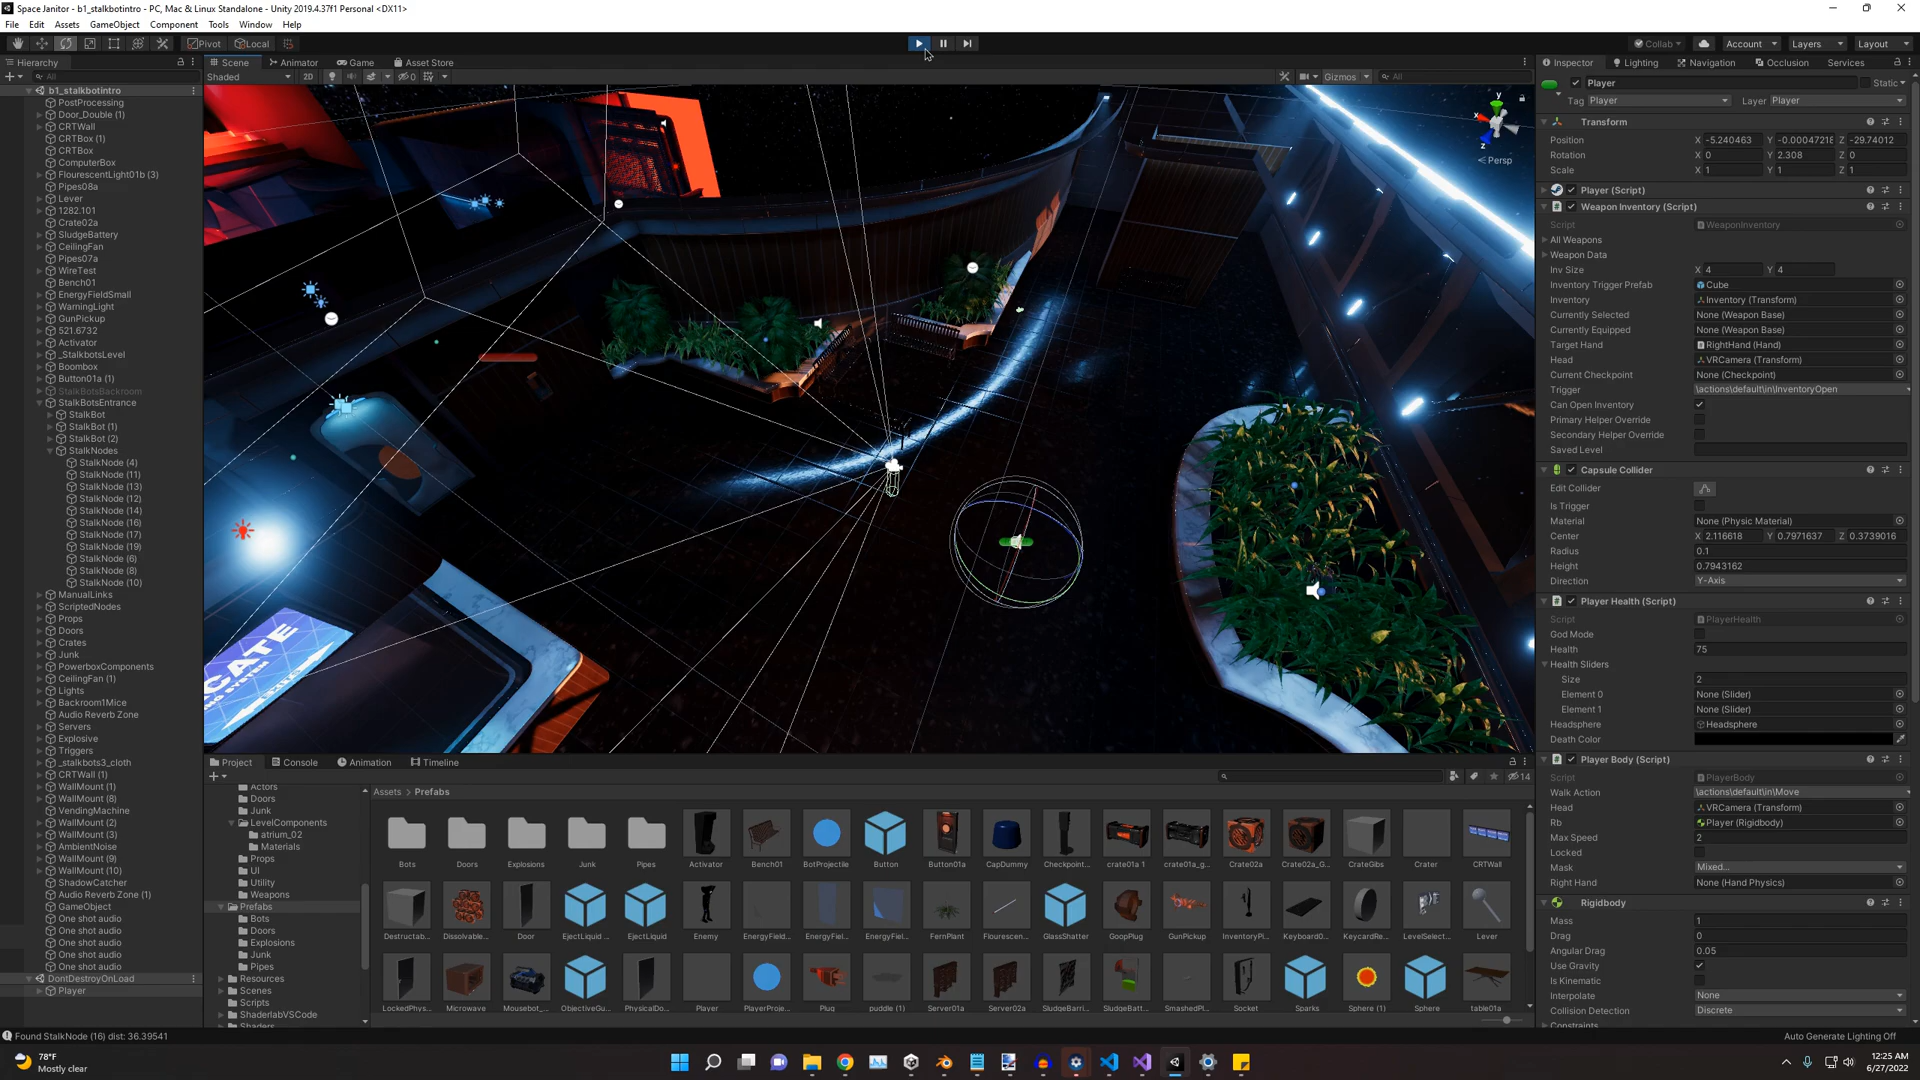 Space Janitor - b1_stalkbotintro - PC, Mac & Linux Standalone - Unity 2019.4.37f1 Personal <DX11>
File Edit Assets GameObject Component Tools Window Help
Pivot Local
Collab Account Layers Layout
Hierarchy
All
b1_stalkbotintro
PostProcessing
Door_Double (1)
CRTWall
CRTBox (1)
CRTBox
ComputerBox
FlourescentLight01b (3)
Pipes08a
Lever
1282.101
Crate02a
SludgeBattery
CeilingFan
Pipes07a
WireTest
Bench01
EnergyFieldSmall
WarningLight
GunPickup
521.6732
Activator
_StalkbotsLevel
Boombox
Button01a (1)
StalkBotsBackroom
StalkBotsEntrance
StalkBot
StalkBot (1)
StalkBot (2)
StalkNodes
StalkNode (4)
StalkNode (11)
StalkNode (13)
StalkNode (12)
StalkNode (14)
StalkNode (16)
StalkNode (17)
StalkNode (19)
StalkNode (6)
StalkNode (8)
StalkNode (10)
ManualLinks
ScriptedNodes
Props
Doors
Crates
Junk
PowerboxComponents
CeilingFan (1)
Lights
Backroom1Mice
Audio Reverb Zone
Servers
Explosive
Triggers
_stalkbots3_cloth
CRTWall (1)
WallMount (1)
WallMount (8)
VendingMachine
WallMount (2)
WallMount (3)
AmbientNoise
WallMount (9)
WallMount (10)
ShadowCatcher
Audio Reverb Zone (1)
GameObject
One shot audio
One shot audio
One shot audio
One shot audio
One shot audio
DontDestroyOnLoad
Player
Scene Animator Game Asset Store
Shaded 2D 0 Gizmos All
y
x
z
Persp
CATE
Project Console Animation Timeline
14
Actors
Doors
Junk
LevelComponents
atrium_02
Materials
Props
UI
Utility
Weapons
Prefabs
Bots
Doors
Explosions
Junk
Pipes
Resources
Scenes
Scripts
ShaderlabVSCode
Shaders
Assets > Prefabs
Bots Doors Explosions Junk Pipes Activator Bench01 BotProjectile Button Button01a CapDummy Checkpoint... crate01a 1 crate01a_g... Crate02a Crate02a_G... CrateGibs Crater CRTWall
Destructab... Dissolvable... Door EjectLiquid ... EjectLiquid Enemy EnergyField... EnergyFiel... EnergyFiel... FernPlant Flourescen... GlassShatter GoopPlug GunPickup InventoryPi... Keyboard0... KeycardRe... LevelSelect... Lever
LockedPhys... Microwave Mousebot_... ObjectiveGu... PhysicalDo... Player PlayerProje... Plug puddle (1) Server01a Server02a SludgeBarri... SludgeBatt... SmashedPl... Socket Sparks Sphere (1) Sphere table01a
Inspector Lighting Navigation Occlusion Services
Player Static
Tag Player Layer Player
Transform
Position X -5.240463 Y -0.00047218 Z -29.74012
Rotation X 0 Y 2.308 Z 0
Scale X 1 Y 1 Z 1
Player (Script)
Weapon Inventory (Script)
Script WeaponInventory
All Weapons
Weapon Data
Inv Size X 4 Y 4
Inventory Trigger Prefab Cube
Inventory Inventory (Transform)
Currently Selected None (Weapon Base)
Currently Equipped None (Weapon Base)
Target Hand RightHand (Hand)
Head VRCamera (Transform)
Current Checkpoint None (Checkpoint)
Trigger \actions\default\in\InventoryOpen
Can Open Inventory
Primary Helper Override
Secondary Helper Override
Saved Level
Capsule Collider
Edit Collider
Is Trigger
Material None (Physic Material)
Center X 2.116618 Y 0.7971637 Z 0.3739016
Radius 0.1
Height 0.7943162
Direction Y-Axis
Player Health (Script)
Script PlayerHealth
God Mode
Health 75
Health Sliders
Size 2
Element 0 None (Slider)
Element 1 None (Slider)
Headsphere Headsphere
Death Color
Player Body (Script)
Script PlayerBody
Walk Action \actions\default\in\Move
Head VRCamera (Transform)
Rb Player (Rigidbody)
Max Speed 2
Locked
Mask Mixed...
Right Hand None (Hand Physics)
Rigidbody
Mass 1
Drag 0
Angular Drag 0.05
Use Gravity
Is Kinematic
Interpolate None
Collision Detection Discrete
Constraints
Found StalkNode (16) dist: 36.39541
Auto Generate Lighting Off
78°F
Mostly clear
12:25 AM
6/27/2022